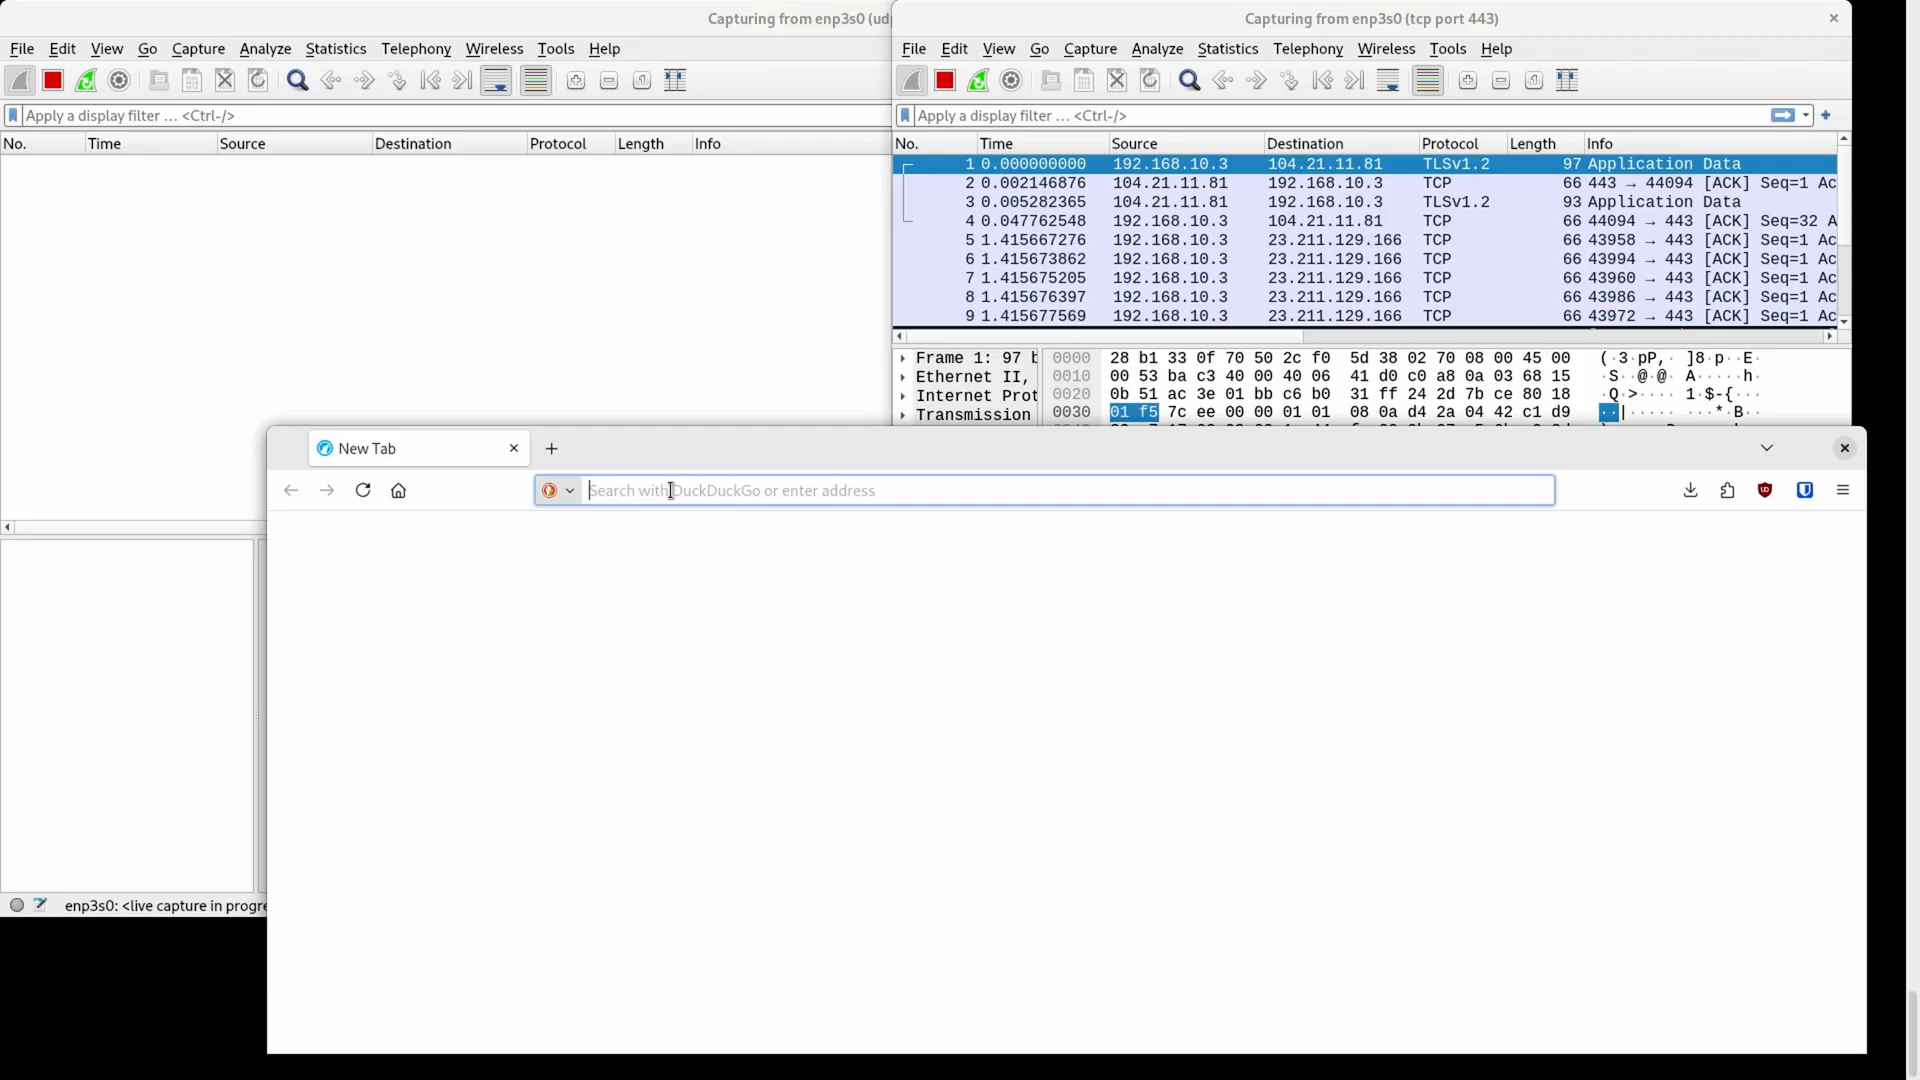 Capturing from enp3s0 (ud
File Edit View Go Capture Analyze Statistics Telephony Wireless Tools Help
Apply a display filter … <Ctrl-/>
No. Time Source Destination Protocol Length Info
enp3s0: <live capture in progre
Capturing from enp3s0 (tcp port 443)
File Edit View Go Capture Analyze Statistics Telephony Wireless Tools Help
Apply a display filter … <Ctrl-/>
No. Time Source Destination Protocol Length Info
1 0.000000000 192.168.10.3 104.21.11.81 TLSv1.2 97 Application Data
2 0.002146876 104.21.11.81 192.168.10.3 TCP 66 443 → 44094 [ACK] Seq=1 Ac
3 0.005282365 104.21.11.81 192.168.10.3 TLSv1.2 93 Application Data
4 0.047762548 192.168.10.3 104.21.11.81 TCP 66 44094 → 443 [ACK] Seq=32 A
5 1.415667276 192.168.10.3 23.211.129.166 TCP 66 43958 → 443 [ACK] Seq=1 Ac
6 1.415673862 192.168.10.3 23.211.129.166 TCP 66 43994 → 443 [ACK] Seq=1 Ac
7 1.415675205 192.168.10.3 23.211.129.166 TCP 66 43960 → 443 [ACK] Seq=1 Ac
8 1.415676397 192.168.10.3 23.211.129.166 TCP 66 43986 → 443 [ACK] Seq=1 Ac
9 1.415677569 192.168.10.3 23.211.129.166 TCP 66 43972 → 443 [ACK] Seq=1 Ac
Frame 1: 97 b
Ethernet II,
Internet Prot
Transmission
0000 28 b1 33 0f 70 50 2c f0 5d 38 02 70 08 00 45 00 (·3·pP,· ]8·p··E·
0010 00 53 ba c3 40 00 40 06 41 d0 c0 a8 0a 03 68 15 ·S··@·@· A·····h·
0020 0b 51 ac 3e 01 bb c6 b0 31 ff 24 2d 7b ce 80 18 ·Q·>···· 1·$-{···
0030 01 f5 7c ee 00 00 01 01 08 0a d4 2a 04 42 c1 d9 ··|····· ···*·B··
New Tab
Search with DuckDuckGo or enter address